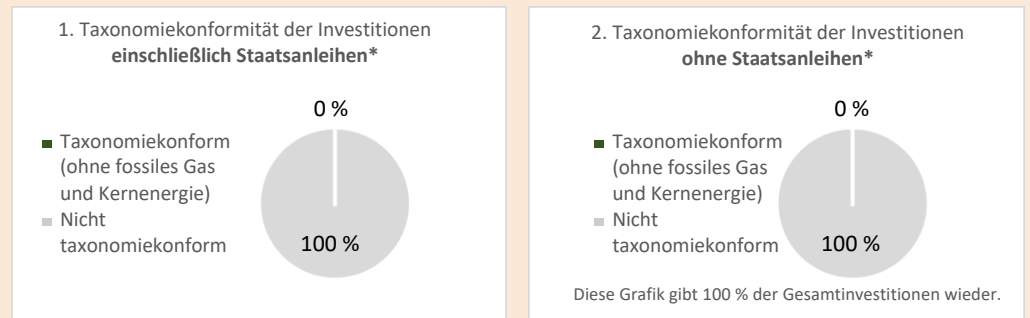 1. Taxonomiekonformität der Investitionen
einschließlich Staatsanleihen*
0 %
Taxonomiekonform
(ohne fossiles Gas
und Kernenergie)
Nicht
taxonomiekonform
100 %
2. Taxonomiekonformität der Investitionen
ohne Staatsanleihen*
0 %
Taxonomiekonform
(ohne fossiles Gas
und Kernenergie)
Nicht
taxonomiekonform
100 %
Diese Grafik gibt 100 % der Gesamtinvestitionen wieder.